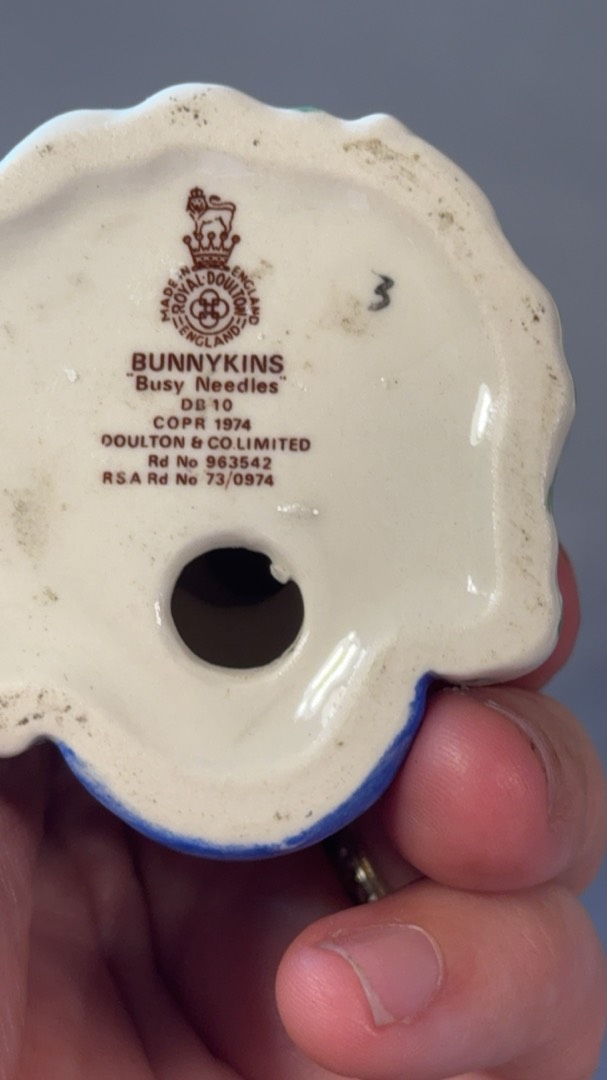 MADE IN ENGLAND
ROYAL DOULTON
ENGLAND
BUNNYKINS
"Busy Needles"
DB 10
COPR 1974
DOULTON & CO.LIMITED
Rd No 963542
RSA Rd No 73/0974
3